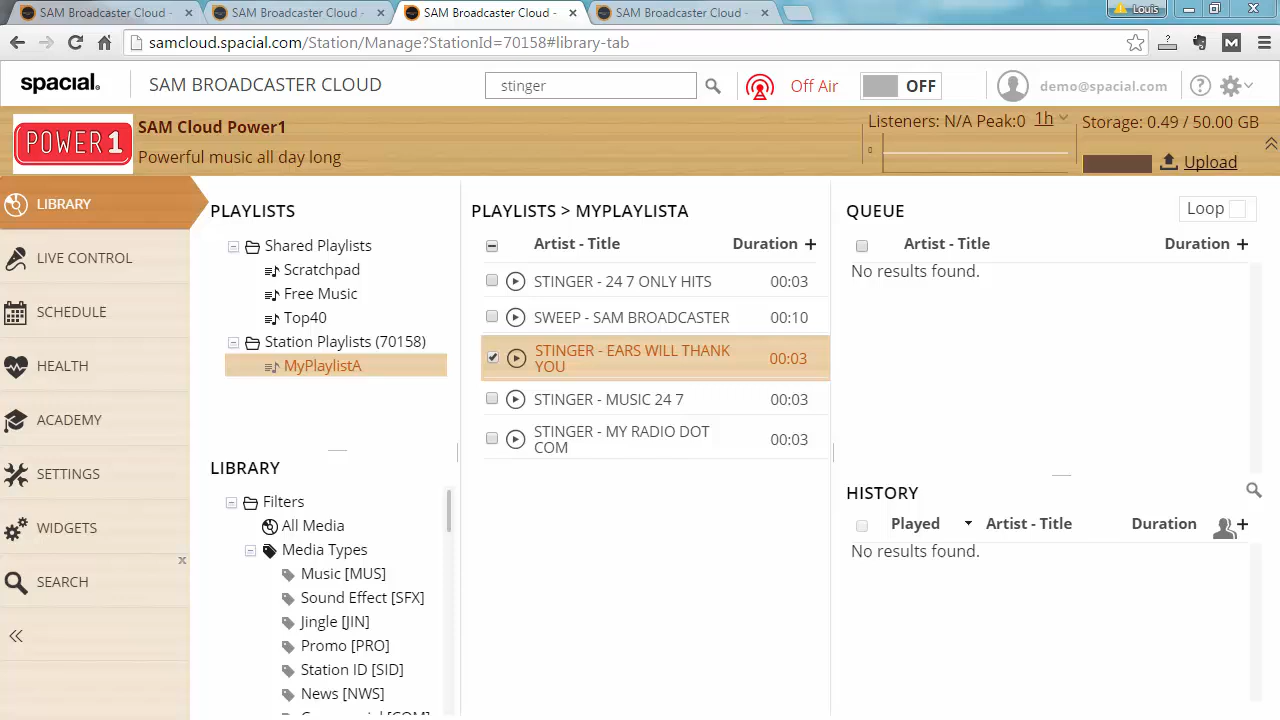 SAM Broadcaster Cloud - × SAM Broadcaster Cloud - × SAM Broadcaster Cloud - × SAM Broadcaster Cloud - × Louis
samcloud.spacial.com/Station/Manage?StationId=70158#library-tab
spacial. SAM BROADCASTER CLOUD stinger Off Air OFF demo@spacial.com
POWER 1
SAM Cloud Power1
Powerful music all day long
Listeners: N/A Peak:0 1h
0
Storage: 0.49 / 50.00 GB
Upload
LIBRARY
LIVE CONTROL
SCHEDULE
HEALTH
ACADEMY
SETTINGS
WIDGETS
x
SEARCH
PLAYLISTS
Shared Playlists
Scratchpad
Free Music
Top40
Station Playlists (70158)
MyPlaylistA
LIBRARY
Filters
All Media
Media Types
Music [MUS]
Sound Effect [SFX]
Jingle [JIN]
Promo [PRO]
Station ID [SID]
News [NWS]
PLAYLISTS > MYPLAYLISTA
Artist - Title Duration +
STINGER - 24 7 ONLY HITS 00:03
SWEEP - SAM BROADCASTER 00:10
STINGER - EARS WILL THANK
YOU 00:03
STINGER - MUSIC 24 7 00:03
STINGER - MY RADIO DOT
COM 00:03
QUEUE Loop
Artist - Title Duration +
No results found.
HISTORY
Played Artist - Title Duration +
No results found.